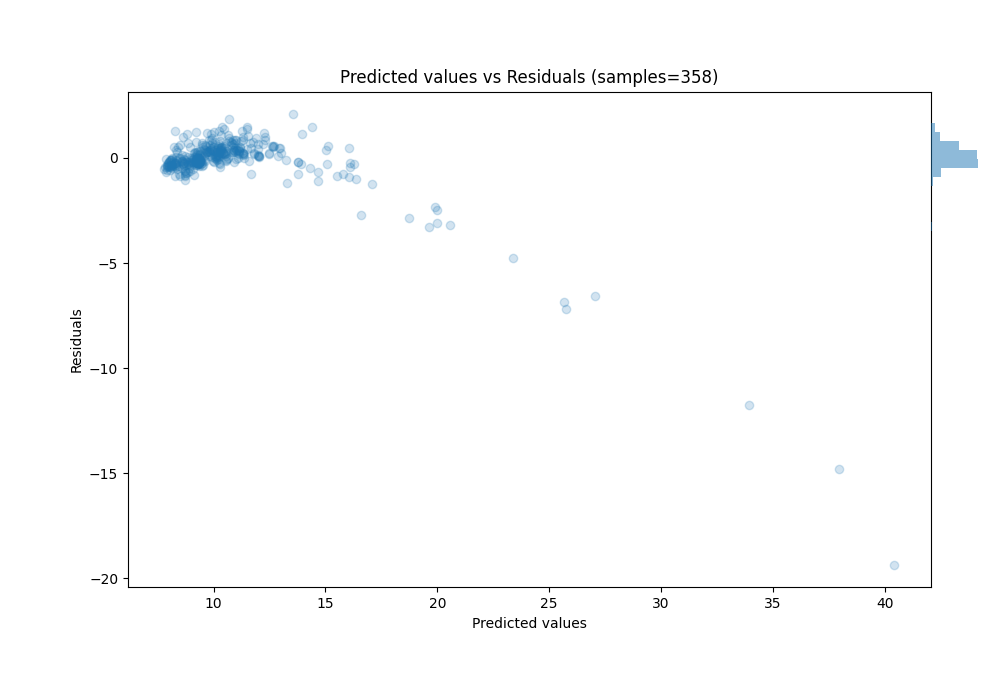 Predicted values vs Residuals (samples=358)
Residuals
0
−5
−10
−15
−20
10 15 20 25 30 35 40
Predicted values